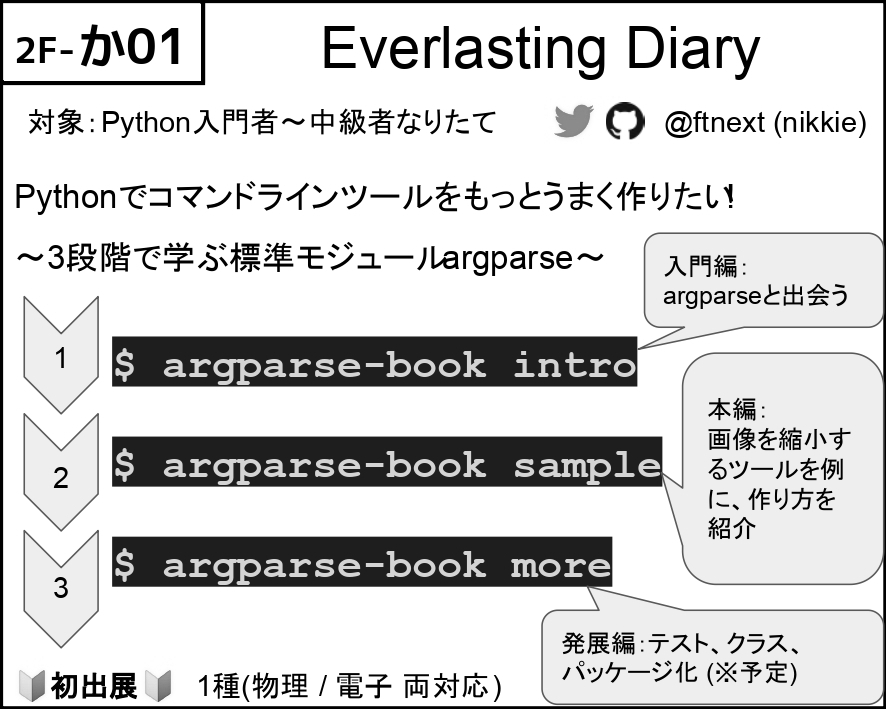 2F-か01
Everlasting Diary
対象：Python入門者～中級者なりたて
@ftnext (nikkie)
Pythonでコマンドラインツールをもっとうまく作りたい!
～3段階で学ぶ標準モジュールargparse～
入門編：
argparseと出会う
1
$ argparse-book intro
本編：
画像を縮小す
るツールを例
に、作り方を
紹介
2
$ argparse-book sample
3
$ argparse-book more
発展編：テスト、クラス、
パッケージ化 (※予定)
🔰初出展🔰
1種(物理 / 電子 両対応)